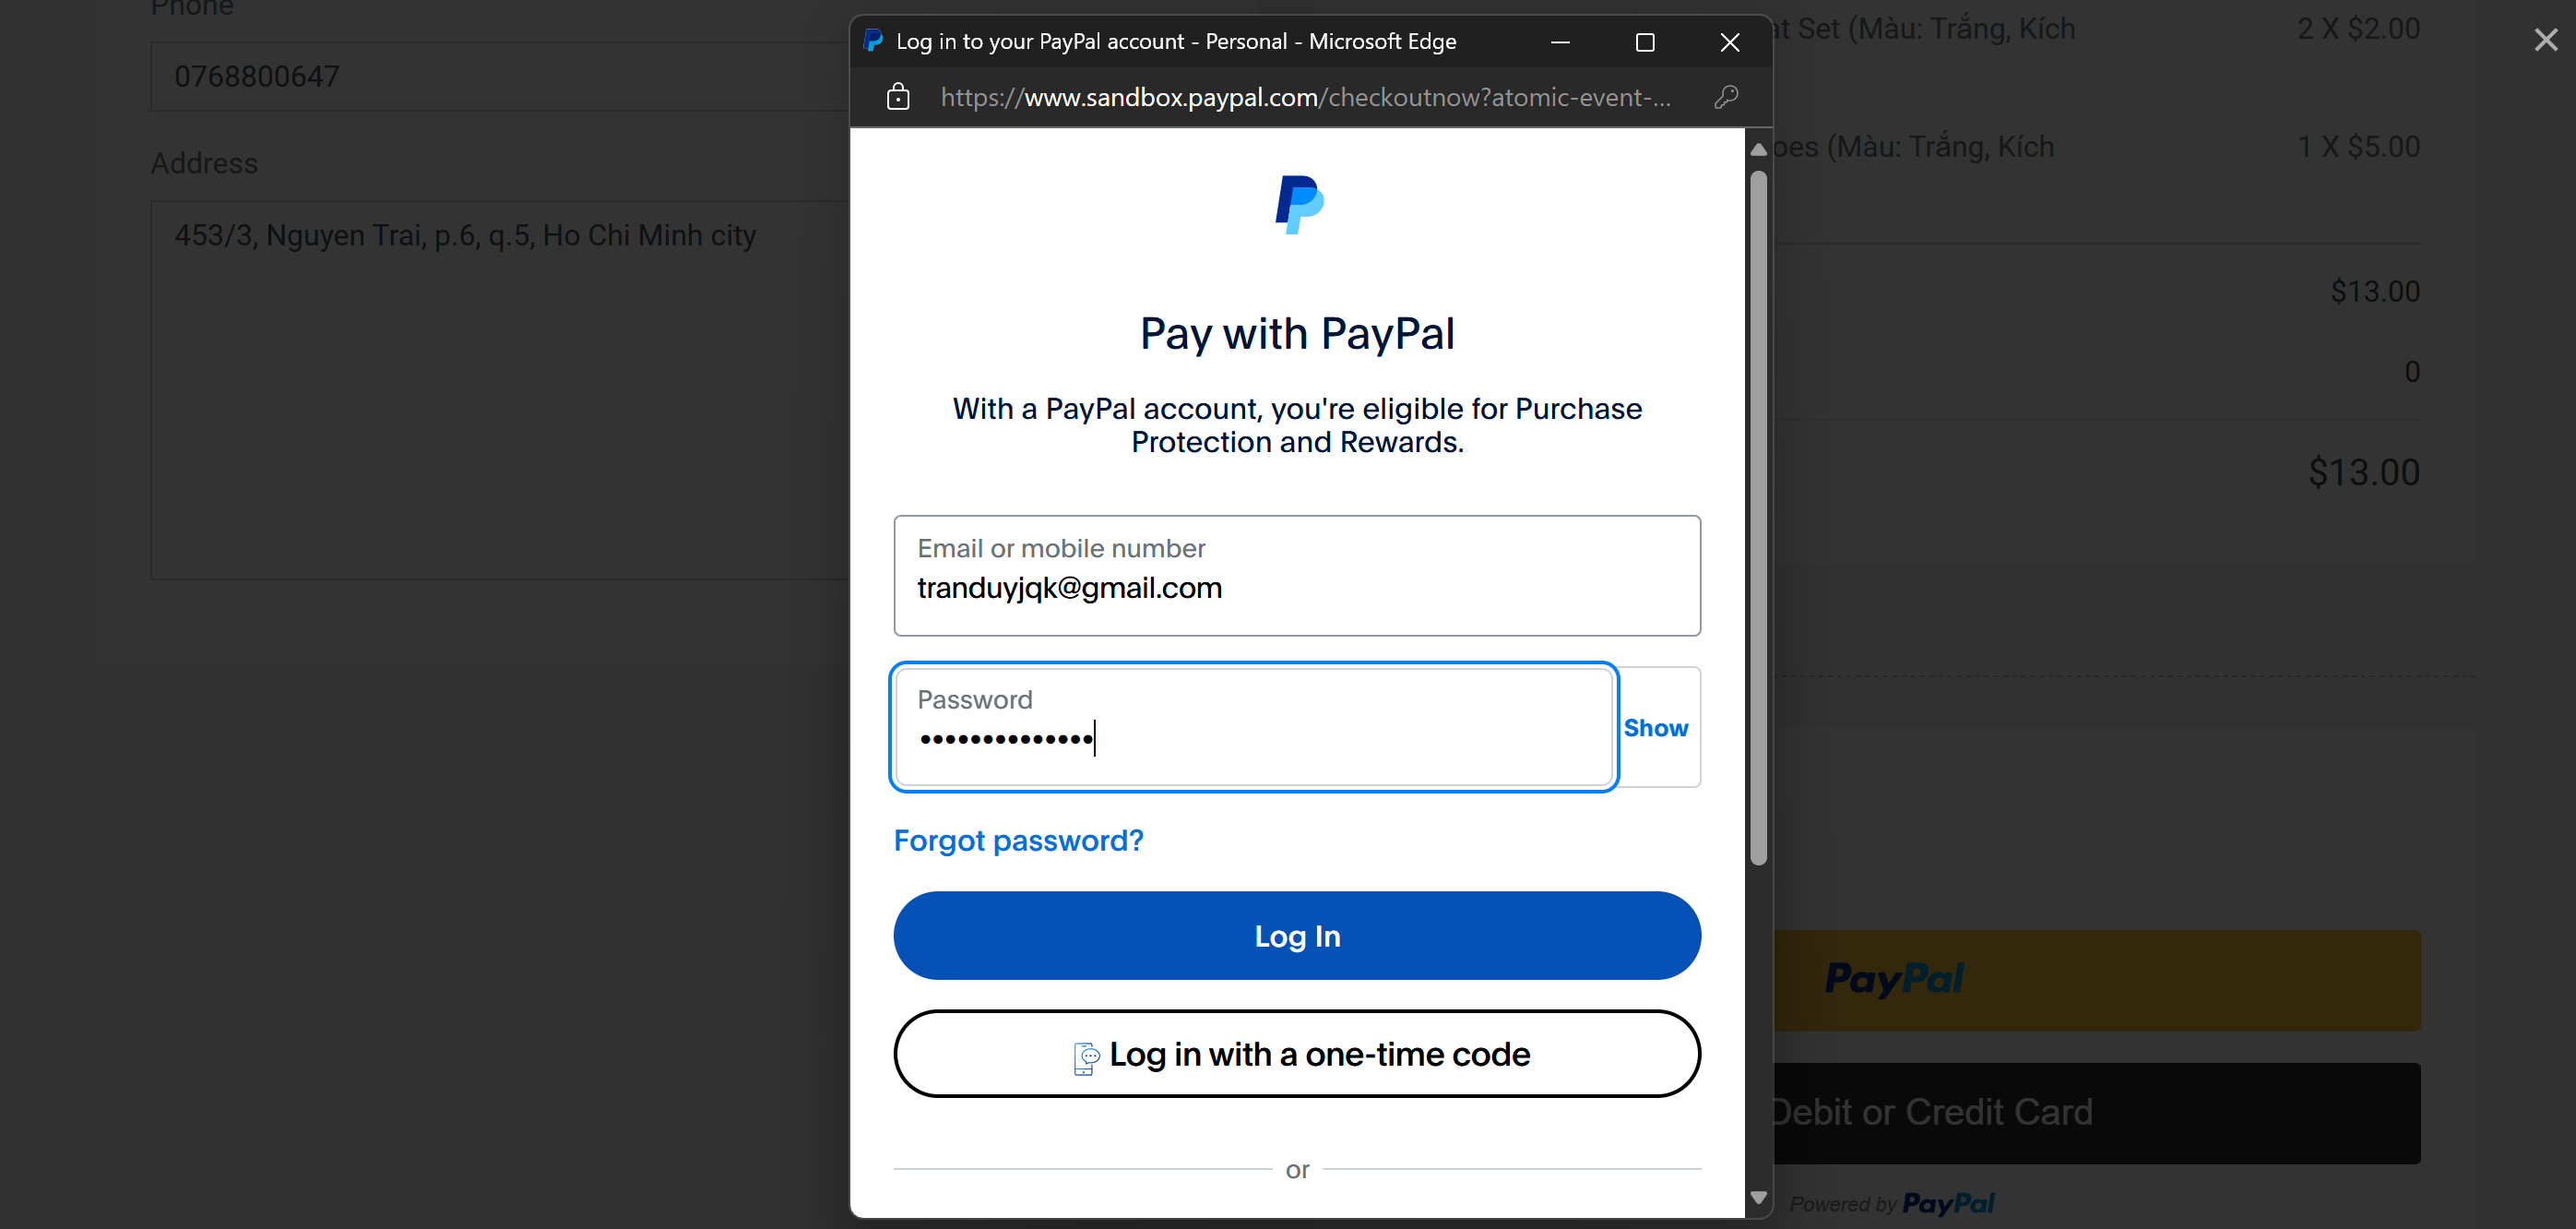 Phone
0768800647
Address
453/3, Nguyen Trai, p.6, q.5, Ho Chi Minh city
Log in to your PayPal account - Personal - Microsoft Edge
https://www.sandbox.paypal.com/checkoutnow?atomic-event-...
Pay with PayPal
With a PayPal account, you're eligible for Purchase
Protection and Rewards.
Email or mobile number
tranduyjqk@gmail.com
Password
••••••••••••••
Show
Forgot password?
Log In
Log in with a one-time code
or
Set (Màu: Trắng, Kích
2 X $2.00
(Màu: Trắng, Kích
1 X $5.00
$13.00
0
$13.00
PayPal
Debit or Credit Card
Powered by PayPal